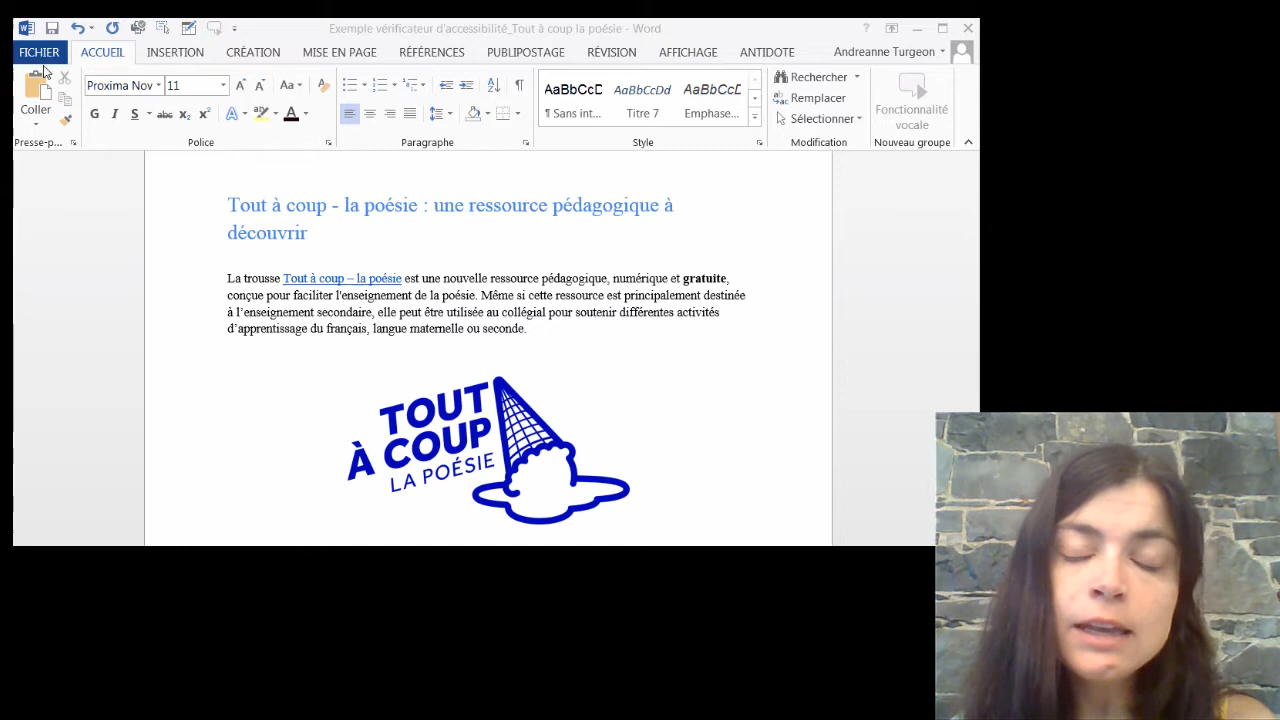 Exemple vérificateur d'accessibilité_Tout à coup la poésie - Word
FICHIER ACCUEIL INSERTION CRÉATION MISE EN PAGE RÉFÉRENCES PUBLIPOSTAGE RÉVISION AFFICHAGE ANTIDOTE Andreanne Turgeon
Coller
Presse-p...
Proxima Nov 11 Aa
G I S abc x₂ x² A A
Police
Paragraphe
AaBbCcD AaBbCcDd AaBbCcD
¶ Sans int... Titre 7 Emphase...
Style
Rechercher
Remplacer
Sélectionner
Modification
Fonctionnalité
vocale
Nouveau groupe
Tout à coup - la poésie : une ressource pédagogique à
découvrir
La trousse Tout à coup – la poésie est une nouvelle ressource pédagogique, numérique et gratuite,
conçue pour faciliter l'enseignement de la poésie. Même si cette ressource est principalement destinée
à l’enseignement secondaire, elle peut être utilisée au collégial pour soutenir différentes activités
d’apprentissage du français, langue maternelle ou seconde.
TOUT
À COUP
LA POÉSIE